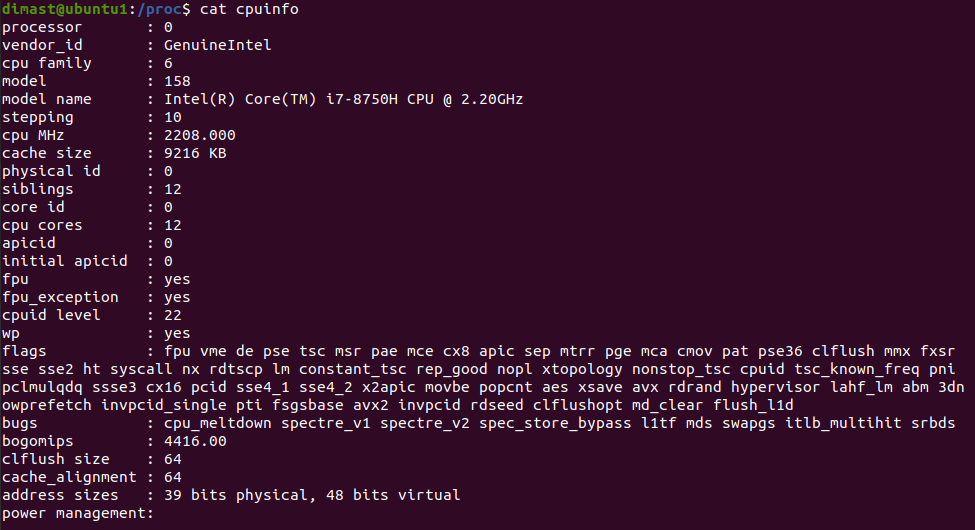 dimast@ubuntu1:/proc$ cat cpuinfo
processor : 0
vendor_id : GenuineIntel
cpu family : 6
model : 158
model name : Intel(R) Core(TM) i7-8750H CPU @ 2.20GHz
stepping : 10
cpu MHz : 2208.000
cache size : 9216 KB
physical id : 0
siblings : 12
core id : 0
cpu cores : 12
apicid : 0
initial apicid : 0
fpu : yes
fpu_exception : yes
cpuid level : 22
wp : yes
flags : fpu vme de pse tsc msr pae mce cx8 apic sep mtrr pge mca cmov pat pse36 clflush mmx fxsr
sse sse2 ht syscall nx rdtscp lm constant_tsc rep_good nopl xtopology nonstop_tsc cpuid tsc_known_freq pni
pclmulqdq ssse3 cx16 pcid sse4_1 sse4_2 x2apic movbe popcnt aes xsave avx rdrand hypervisor lahf_lm abm 3dn
owprefetch invpcid_single pti fsgsbase avx2 invpcid rdseed clflushopt md_clear flush_l1d
bugs : cpu_meltdown spectre_v1 spectre_v2 spec_store_bypass l1tf mds swapgs itlb_multihit srbds
bogomips : 4416.00
clflush size : 64
cache_alignment : 64
address sizes : 39 bits physical, 48 bits virtual
power management: